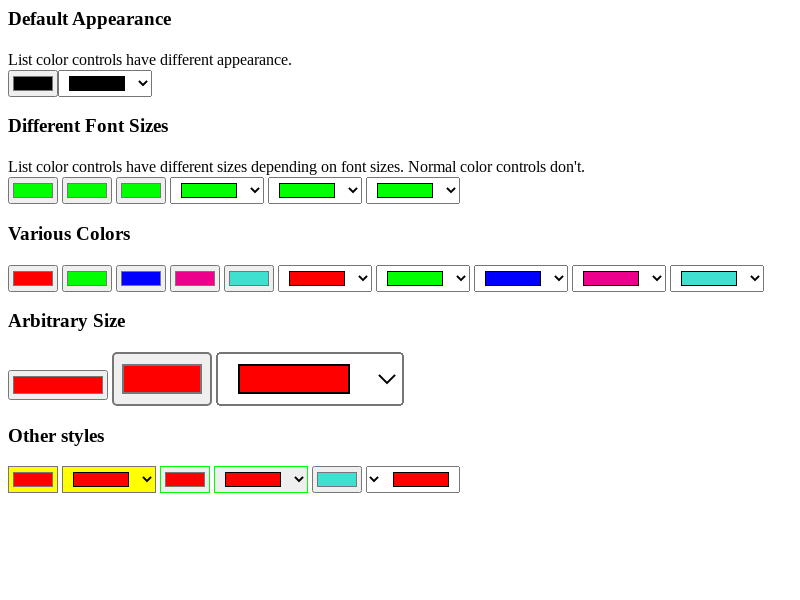 Default Appearance
List color controls have different appearance.
Different Font Sizes
List color controls have different sizes depending on font sizes. Normal color controls don't.
Various Colors
Arbitrary Size
Other styles